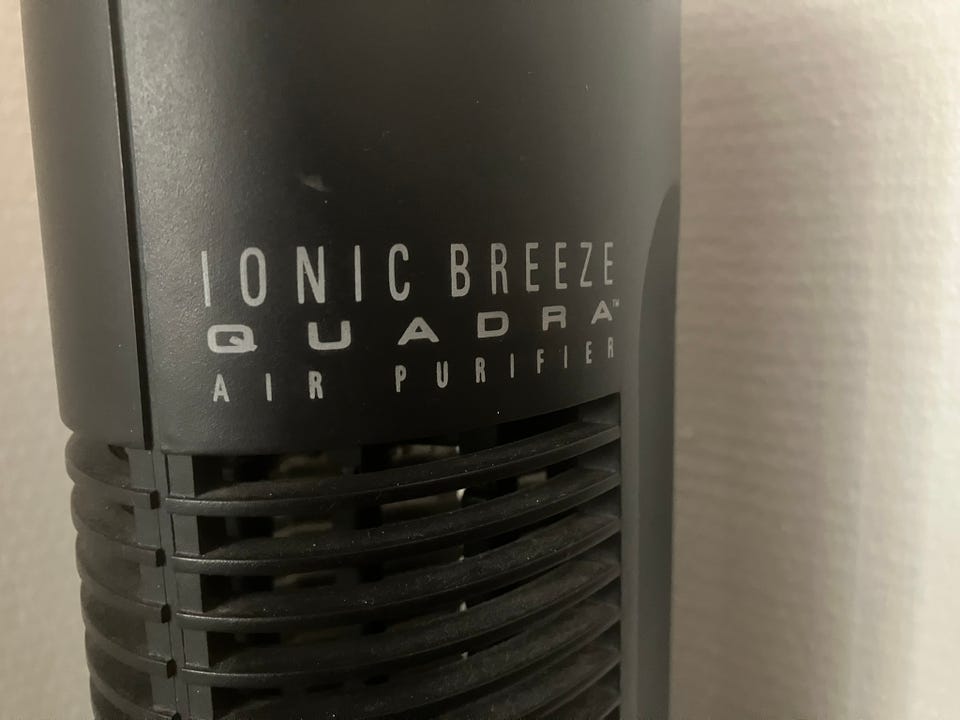 IONIC BREEZE
QUADRA™
AIR PURIFIER